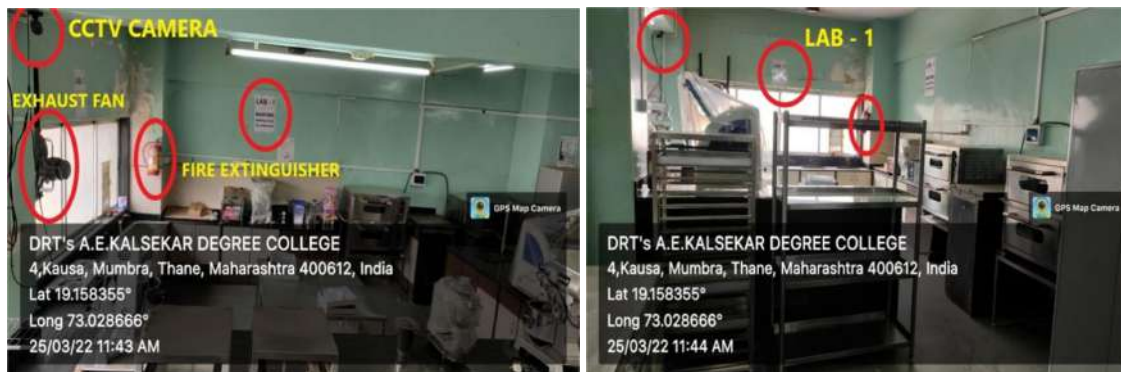 CCTV CAMERA
EXHAUST FAN
LAB - 1
FIRE EXTINGUISHER
GPS Map Camera
DRT's A.E.KALSEKAR DEGREE COLLEGE
4,Kausa, Mumbra, Thane, Maharashtra 400612, India
Lat 19.158355°
Long 73.028666°
25/03/22 11:43 AM
LAB - 1
GPS Map Camera
DRT's A.E.KALSEKAR DEGREE COLLEGE
4,Kausa, Mumbra, Thane, Maharashtra 400612, India
Lat 19.158355°
Long 73.028666°
25/03/22 11:44 AM